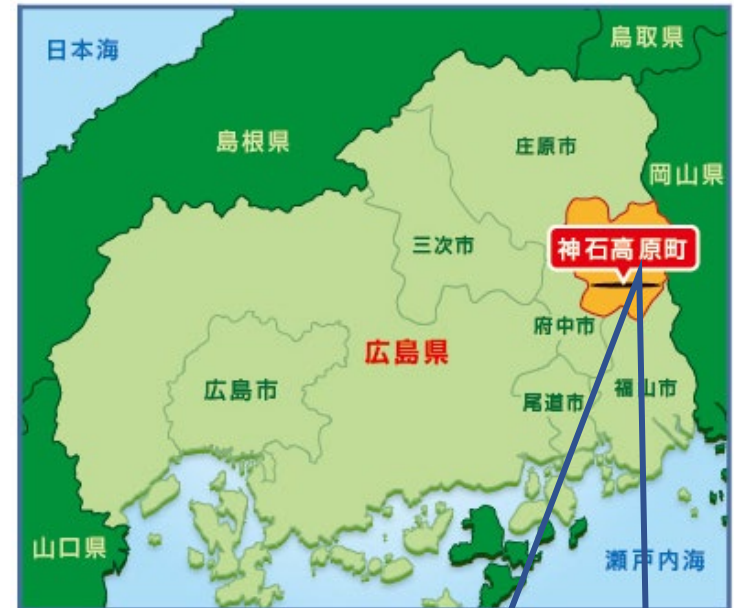 鳥取県
日本海
島根県
庄原市
岡山県
三次市
神石高原町
府中市
広島県
広島市
尾道市
福山市
山口県
瀬戸内海